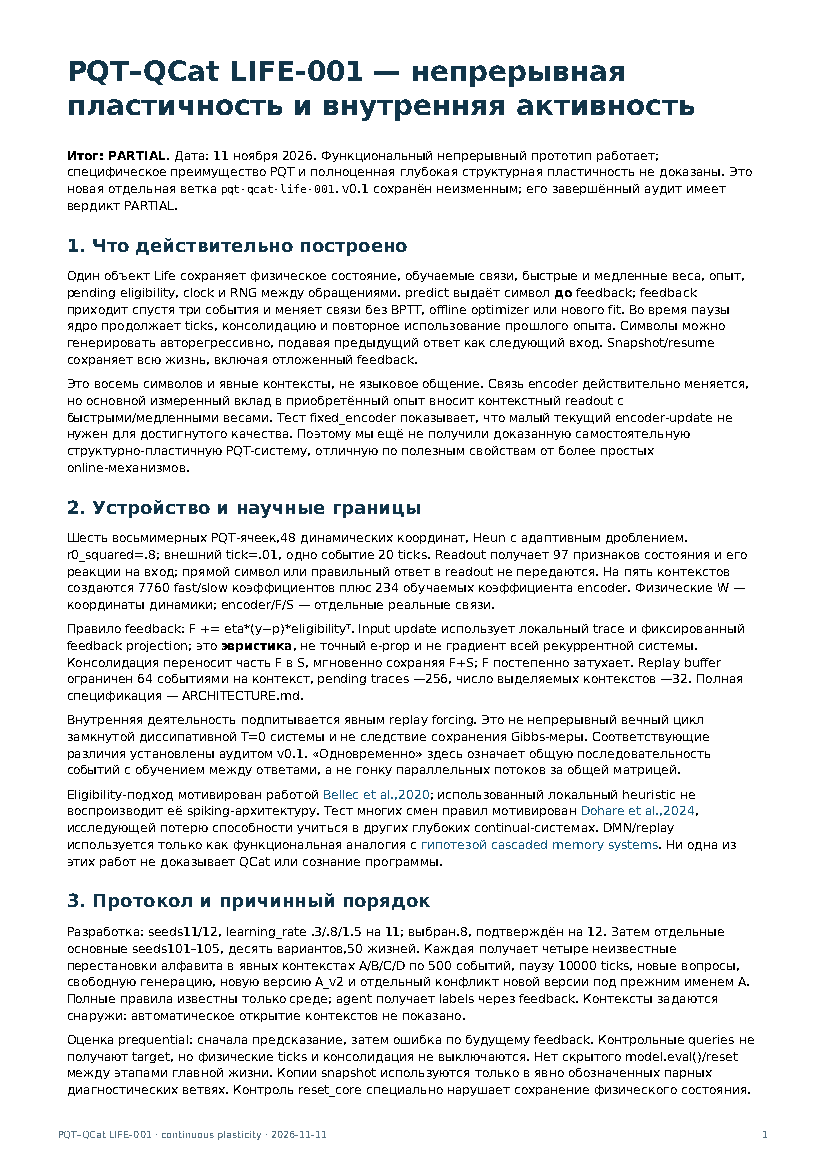 PQT–QCat LIFE-001 — непрерывная
пластичность и внутренняя активность
Итог: PARTIAL. Дата: 11 ноября 2026. Функциональный непрерывный прототип работает;
специфическое преимущество PQT и полноценная глубокая структурная пластичность не доказаны. Это
новая отдельная ветка pqt-qcat-life-001. v0.1 сохранён неизменным; его завершённый аудит имеет
вердикт PARTIAL.
1. Что действительно построено
Один объект Life сохраняет физическое состояние, обучаемые связи, быстрые и медленные веса, опыт,
pending eligibility, clock и RNG между обращениями. predict выдаёт символ до feedback; feedback
приходит спустя три события и меняет связи без BPTT, offline optimizer или нового fit. Во время паузы
ядро продолжает ticks, консолидацию и повторное использование прошлого опыта. Символы можно
генерировать авторегрессивно, подавая предыдущий ответ как следующий вход. Snapshot/resume
сохраняет всю жизнь, включая отложенный feedback.
Это восемь символов и явные контексты, не языковое общение. Связь encoder действительно меняется,
но основной измеренный вклад в приобретённый опыт вносит контекстный readout с
быстрыми/медленными весами. Тест fixed_encoder показывает, что малый текущий encoder-update не
нужен для достигнутого качества. Поэтому мы ещё не получили доказанную самостоятельную
структурно-пластичную PQT-систему, отличную по полезным свойствам от более простых
online-механизмов.
2. Устройство и научные границы
Шесть восьмимерных PQT-ячеек,48 динамических координат, Heun с адаптивным дроблением.
r0_squared=.8; внешний tick=.01, одно событие 20 ticks. Readout получает 97 признаков состояния и его
реакции на вход; прямой символ или правильный ответ в readout не передаются. На пять контекстов
создаются 7760 fast/slow коэффициентов плюс 234 обучаемых коэффициента encoder. Физические W —
координаты динамики; encoder/F/S — отдельные реальные связи.
Правило feedback: F += eta*(y−p)*eligibilityᵀ. Input update использует локальный trace и фиксированный
feedback projection; это эвристика, не точный e-prop и не градиент всей рекуррентной системы.
Консолидация переносит часть F в S, мгновенно сохраняя F+S; F постепенно затухает. Replay buffer
ограничен 64 событиями на контекст, pending traces —256, число выделяемых контекстов —32. Полная
спецификация — ARCHITECTURE.md.
Внутренняя деятельность подпитывается явным replay forcing. Это не непрерывный вечный цикл
замкнутой диссипативной T=0 системы и не следствие сохранения Gibbs-меры. Соответствующие
различия установлены аудитом v0.1. «Одновременно» здесь означает общую последовательность
событий с обучением между ответами, а не гонку параллельных потоков за общей матрицей.
Eligibility-подход мотивирован работой Bellec et al.,2020; использованный локальный heuristic не
воспроизводит её spiking-архитектуру. Тест многих смен правил мотивирован Dohare et al.,2024,
исследующей потерю способности учиться в других глубоких continual-системах. DMN/replay
используется только как функциональная аналогия с гипотезой cascaded memory systems. Ни одна из
этих работ не доказывает QCat или сознание программы.
3. Протокол и причинный порядок
Разработка: seeds11/12, learning_rate .3/.8/1.5 на 11; выбран.8, подтверждён на 12. Затем отдельные
основные seeds101–105, десять вариантов,50 жизней. Каждая получает четыре неизвестные
перестановки алфавита в явных контекстах A/B/C/D по 500 событий, паузу 10000 ticks, новые вопросы,
свободную генерацию, новую версию A_v2 и отдельный конфликт новой версии под прежним именем A.
Полные правила известны только среде; agent получает labels через feedback. Контексты задаются
снаружи: автоматическое открытие контекстов не показано.
Оценка prequential: сначала предсказание, затем ошибка по будущему feedback. Контрольные queries не
получают target, но физические ticks и консолидация не выключаются. Нет скрытого model.eval()/reset
между этапами главной жизни. Копии snapshot используются только в явно обозначенных парных
диагностических ветвях. Контроль reset_core специально нарушает сохранение физического состояния.
PQT–QCat LIFE-001 · continuous plasticity · 2026-11-11
1